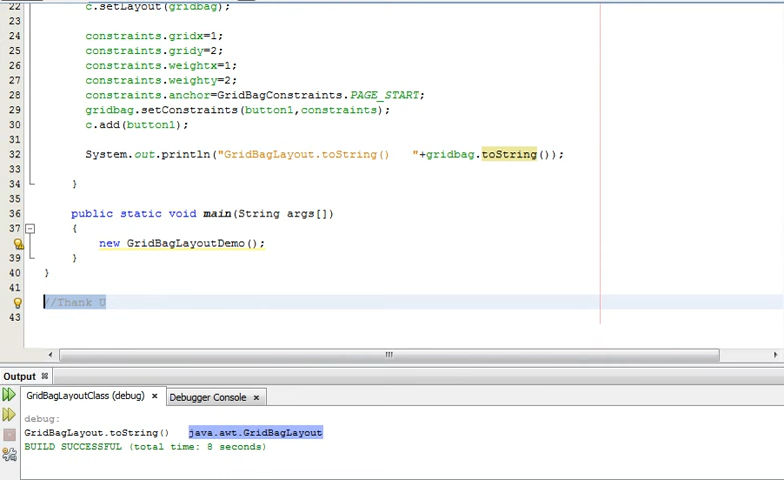 22 c.setLayout(gridbag);
23
24 constraints.gridx=1;
25 constraints.gridy=2;
26 constraints.weightx=1;
27 constraints.weighty=2;
28 constraints.anchor=GridBagConstraints.PAGE_START;
29 gridbag.setConstraints(button1,constraints);
30 c.add(button1);
31
32 System.out.println("GridBagLayout.toString()   "+gridbag.toString());
33
34 }
35
36 public static void main(String args[])
37 {
new GridBagLayoutDemo();
39 }
40 }
41
//Thank U
43
Output
GridBagLayoutClass (debug) Debugger Console
debug:
GridBagLayout.toString()   java.awt.GridBagLayout
BUILD SUCCESSFUL (total time: 8 seconds)